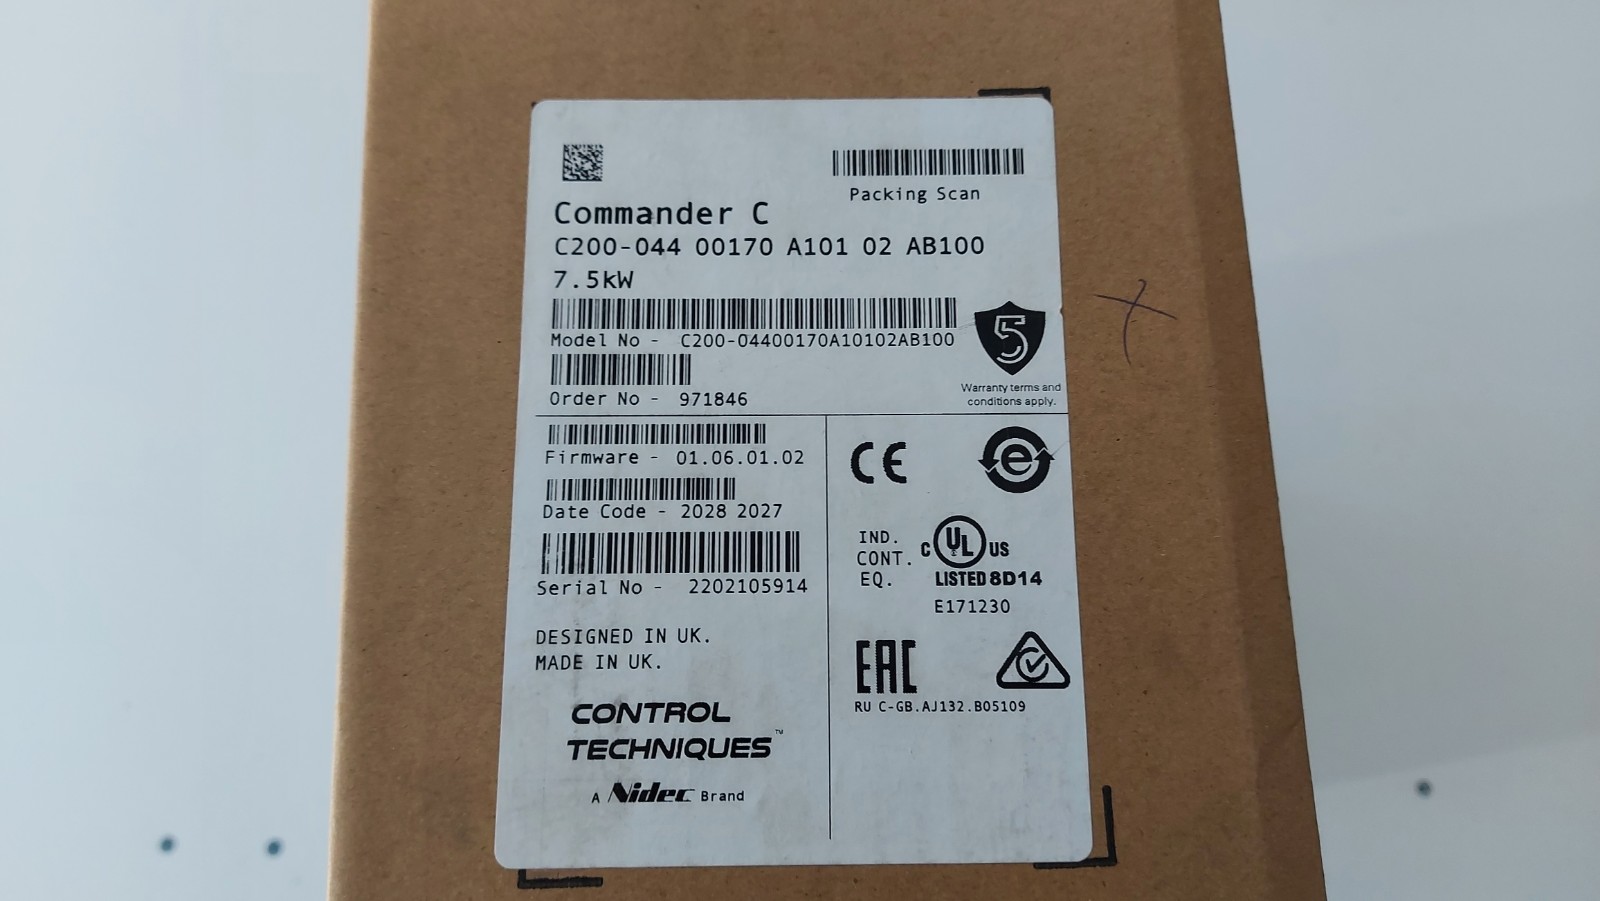 Packing Scan
Commander C
C200-044 00170 A101 02 AB100
7.5kW
Model No - C200-04400170A10102AB100
5
Warranty terms and
conditions apply.
Order No - 971846
Firmware - 01.06.01.02
Date Code - 2028 2027
Serial No - 2202105914
DESIGNED IN UK.
MADE IN UK.
CONTROL
TECHNIQUES™
A Nidec Brand
CE
e
IND.
CONT.
EQ.
C UL US
LISTED 8D14
E171230
EAC
RU C-GB.AJ132.B05109